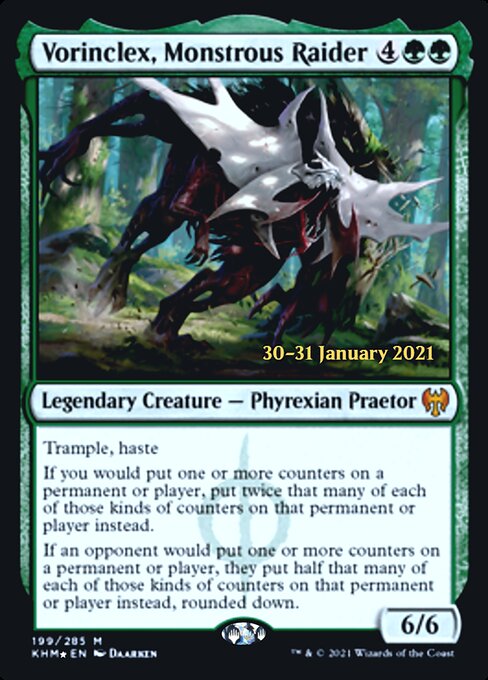 Vorinclex, Monstrous Raider 4
30-31 January 2021
Legendary Creature — Phyrexian Praetor
Trample, haste
If you would put one or more counters on a
permanent or player, put twice that many of each
of those kinds of counters on that permanent or
player instead.
If an opponent would put one or more counters on
a permanent or player, they put half that many of
each of those kinds of counters on that permanent
or player instead, rounded down.
6/6
199/285 M
KHM★EN Daarken
™ & © 2021 Wizards of the Coast